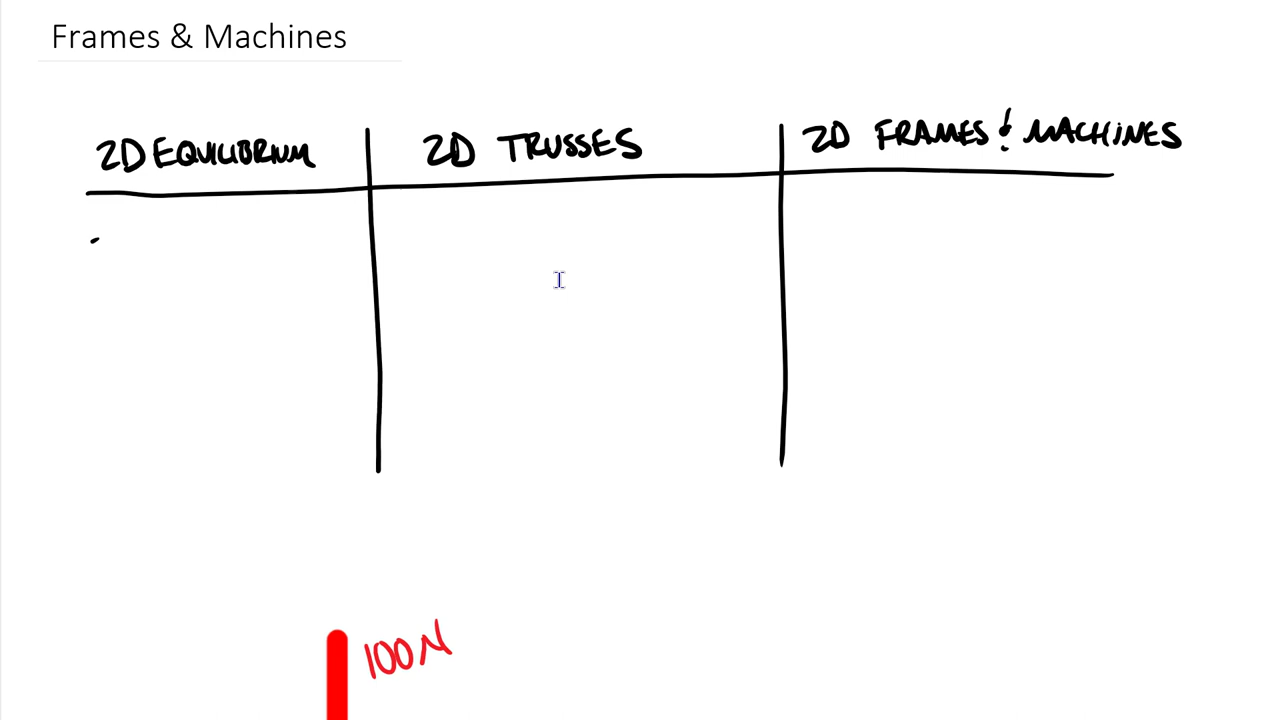 Frames & Machines
2D EQUILIBRIUM
2D TRUSSES
2D FRAMES & MACHINES
100N